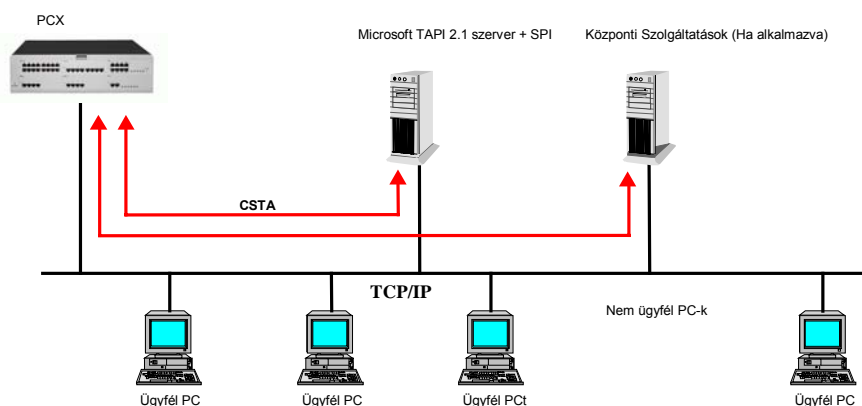 PCX
Microsoft TAPI 2.1 szerver + SPI
Központi Szolgáltatások (Ha alkalmazva)
CSTA
TCP/IP
Nem ügyfél PC-k
Ügyfél PC
Ügyfél PC
Ügyfél PCt
Ügyfél PC